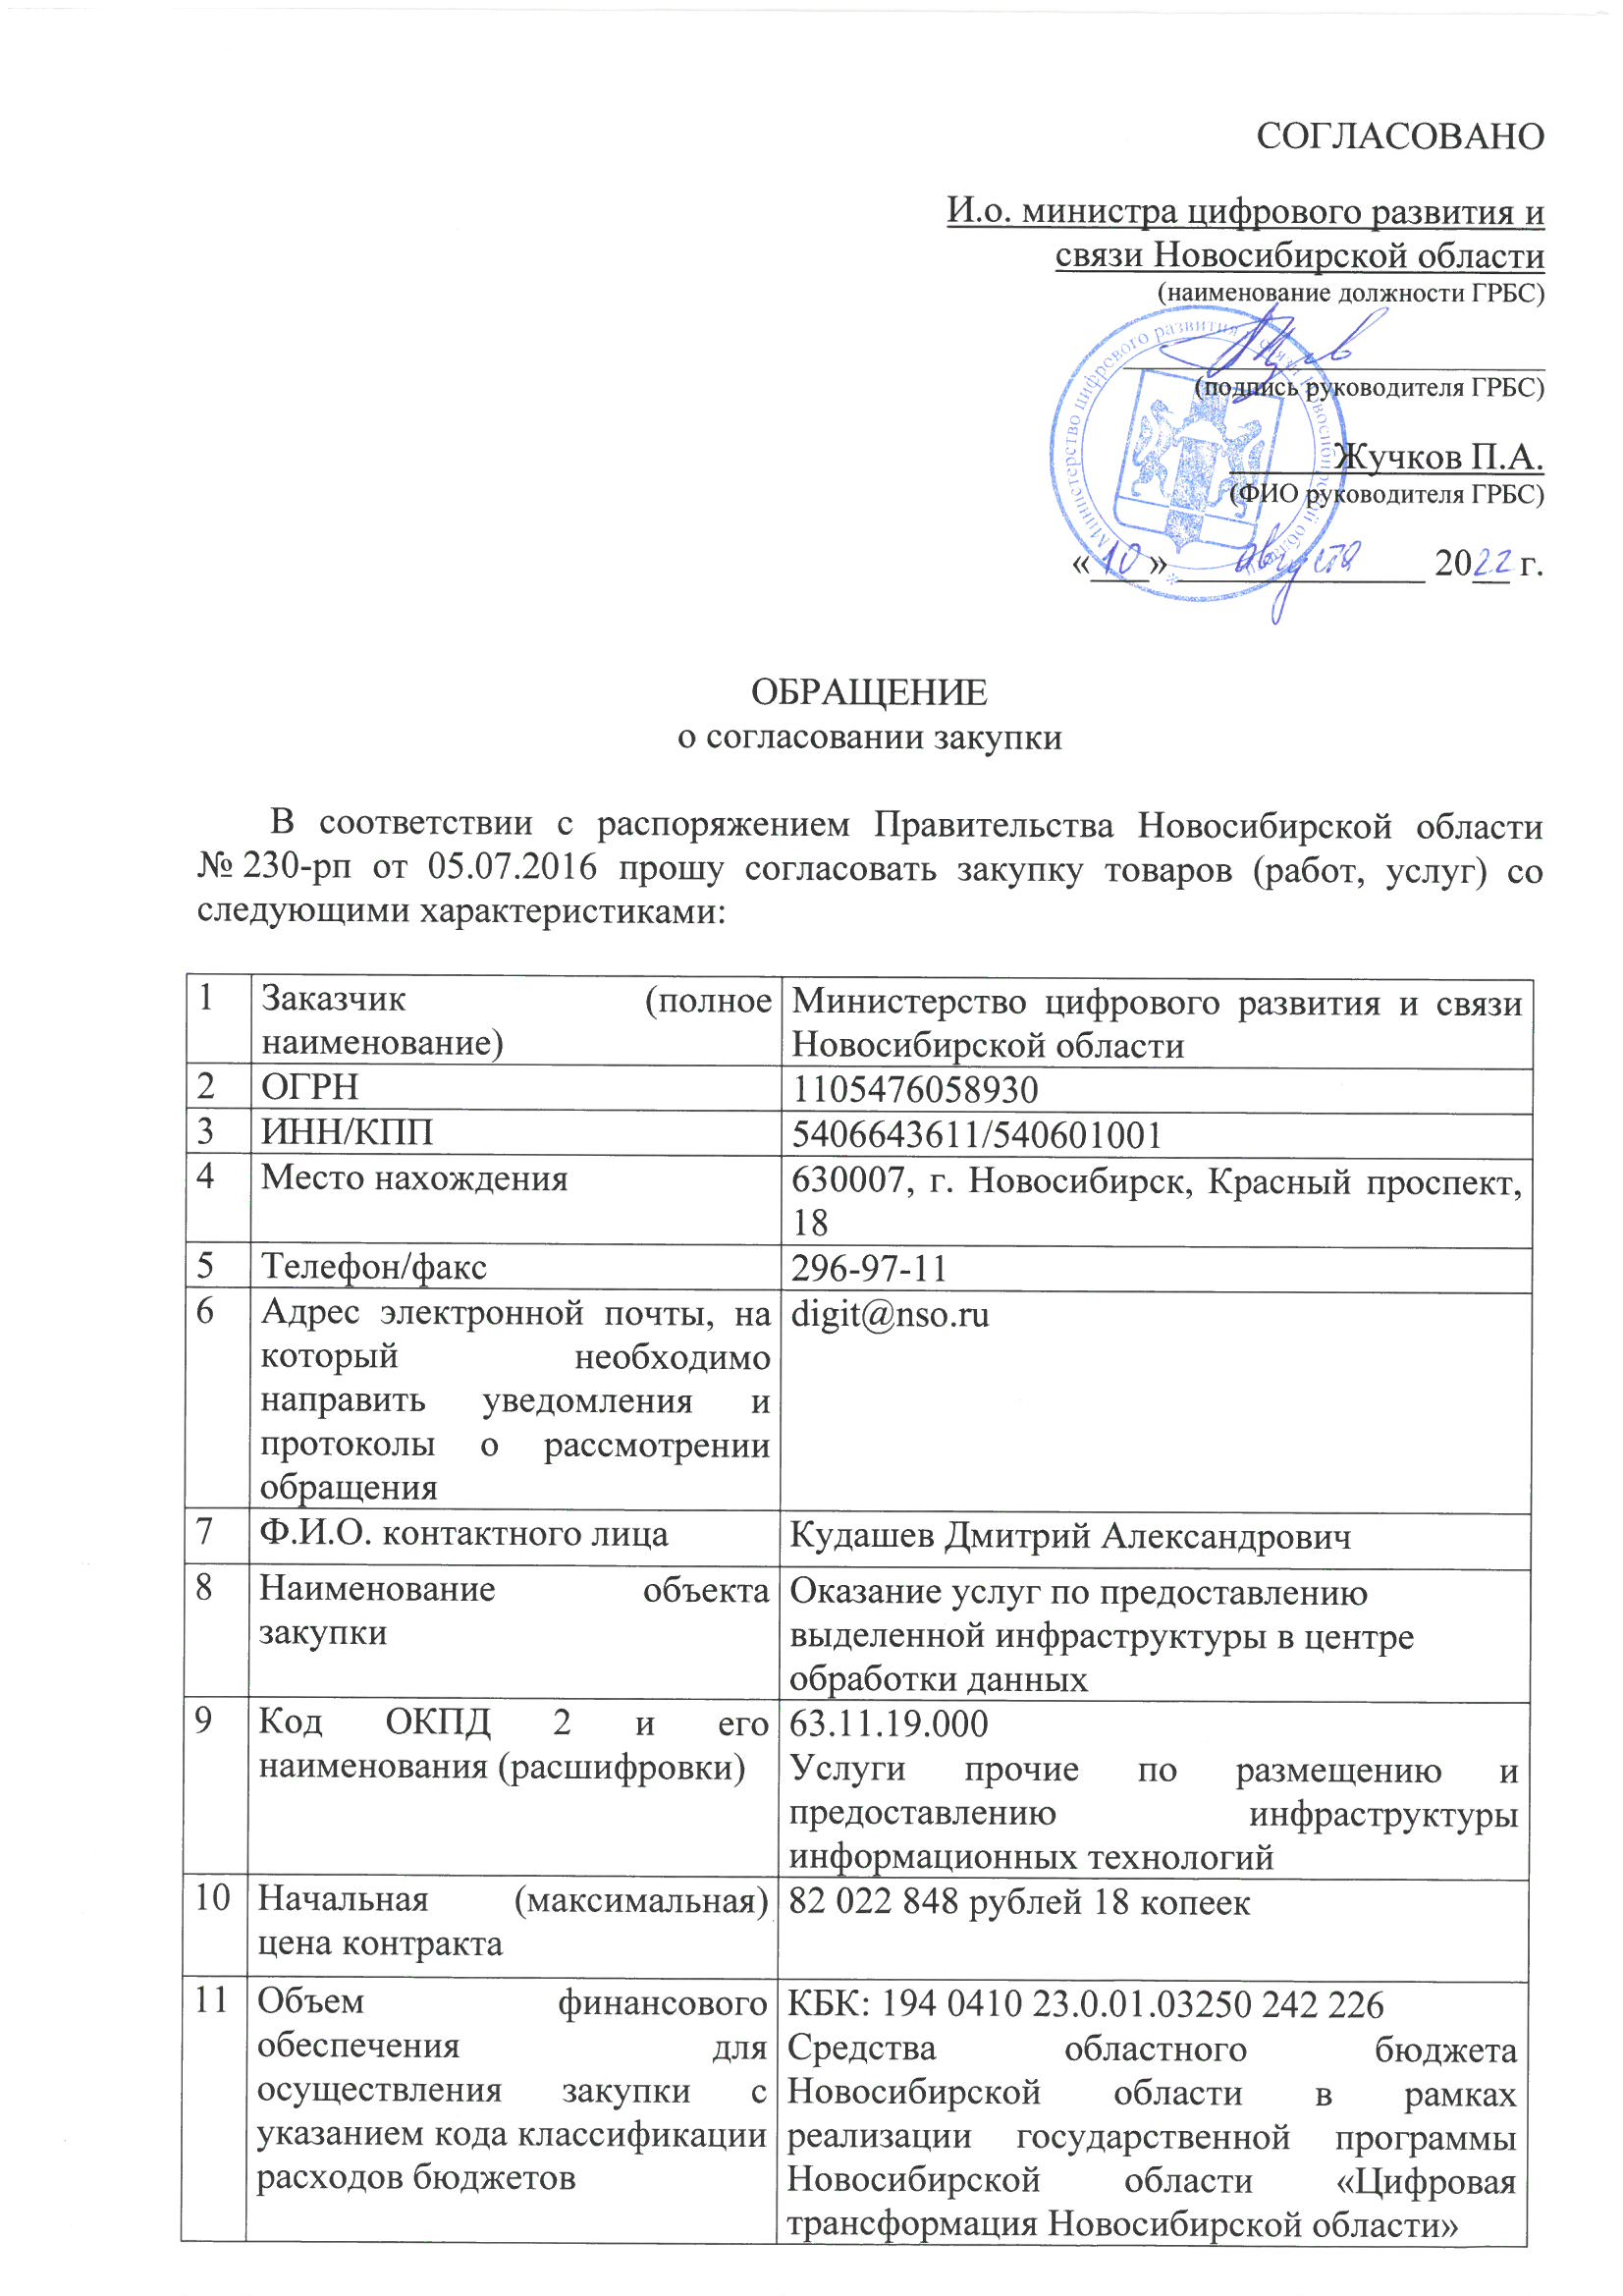 СОГЛАСОВАНО
И.о. министра цифрового развития и
связи Новосибирской области
(наименование должности ГРБС)
(подпись руководителя ГРБС)
Жучков П.А.
(ФИО руководителя ГРБС)
«10» августа 2022 г.
Министерство цифрового развития и связи Новосибирской области
ОБРАЩЕНИЕ
о согласовании закупки
В соответствии с распоряжением Правительства Новосибирской области
№ 230-рп от 05.07.2016 прошу согласовать закупку товаров (работ, услуг) со
следующими характеристиками:
1 Заказчик (полное Министерство цифрового развития и связи
наименование) Новосибирской области
2 ОГРН 1105476058930
3 ИНН/КПП 5406643611/540601001
4 Место нахождения 630007, г. Новосибирск, Красный проспект,
18
5 Телефон/факс 296-97-11
6 Адрес электронной почты, на digit@nso.ru
который необходимо
направить уведомления и
протоколы о рассмотрении
обращения
7 Ф.И.О. контактного лица Кудашев Дмитрий Александрович
8 Наименование объекта Оказание услуг по предоставлению
закупки выделенной инфраструктуры в центре
обработки данных
9 Код ОКПД 2 и его 63.11.19.000
наименования (расшифровки) Услуги прочие по размещению и
предоставлению инфраструктуры
информационных технологий
10 Начальная (максимальная) 82 022 848 рублей 18 копеек
цена контракта
11 Объем финансового КБК: 194 0410 23.0.01.03250 242 226
обеспечения для Средства областного бюджета
осуществления закупки с Новосибирской области в рамках
указанием кода классификации реализации государственной программы
расходов бюджетов Новосибирской области «Цифровая
трансформация Новосибирской области»